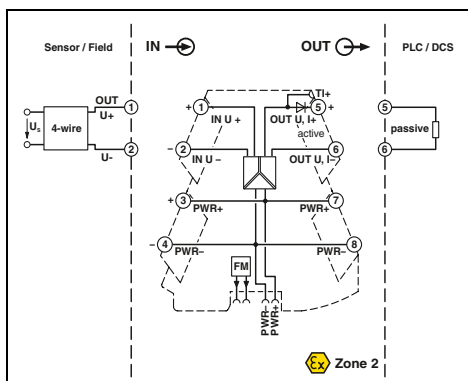 Sensor / Field
IN
OUT
PLC / DCS
TI+
OUT
U+
U-
4-wire
Us
1
2
+ 1
IN U +
5 +
OUT U, I+
active
- 2
IN U –
6
OUT U, I–
+ 3
PWR+
7
PWR+
- 4
PWR–
8
PWR–
FM
PWR–
PWR+
5
6
passive
Ex Zone 2